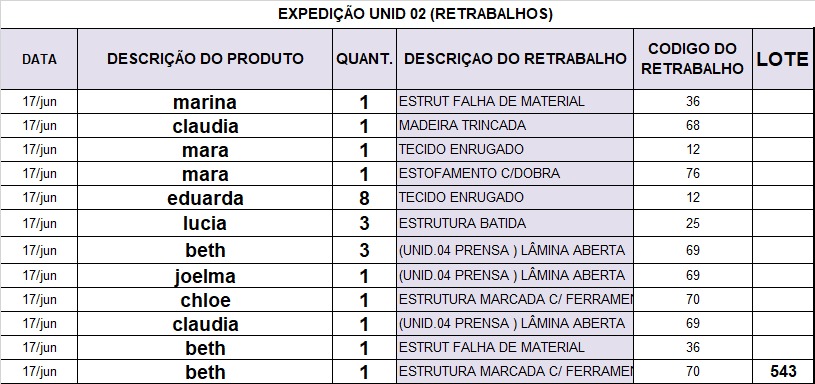 EXPEDIÇÃO UNID 02 (RETRABALHOS)
DATA DESCRIÇÃO DO PRODUTO QUANT. DESCRIÇAO DO RETRABALHO CODIGO DO RETRABALHO LOTE
17/jun marina 1 ESTRUT FALHA DE MATERIAL 36
17/jun claudia 1 MADEIRA TRINCADA 68
17/jun mara 1 TECIDO ENRUGADO 12
17/jun mara 1 ESTOFAMENTO C/DOBRA 76
17/jun eduarda 8 TECIDO ENRUGADO 12
17/jun lucia 3 ESTRUTURA BATIDA 25
17/jun beth 3 (UNID.04 PRENSA ) LÂMINA ABERTA 69
17/jun joelma 1 (UNID.04 PRENSA ) LÂMINA ABERTA 69
17/jun chloe 1 ESTRUTURA MARCADA C/ FERRAMEN 70
17/jun claudia 1 (UNID.04 PRENSA ) LÂMINA ABERTA 69
17/jun beth 1 ESTRUT FALHA DE MATERIAL 36
17/jun beth 1 ESTRUTURA MARCADA C/ FERRAMEN 70 543